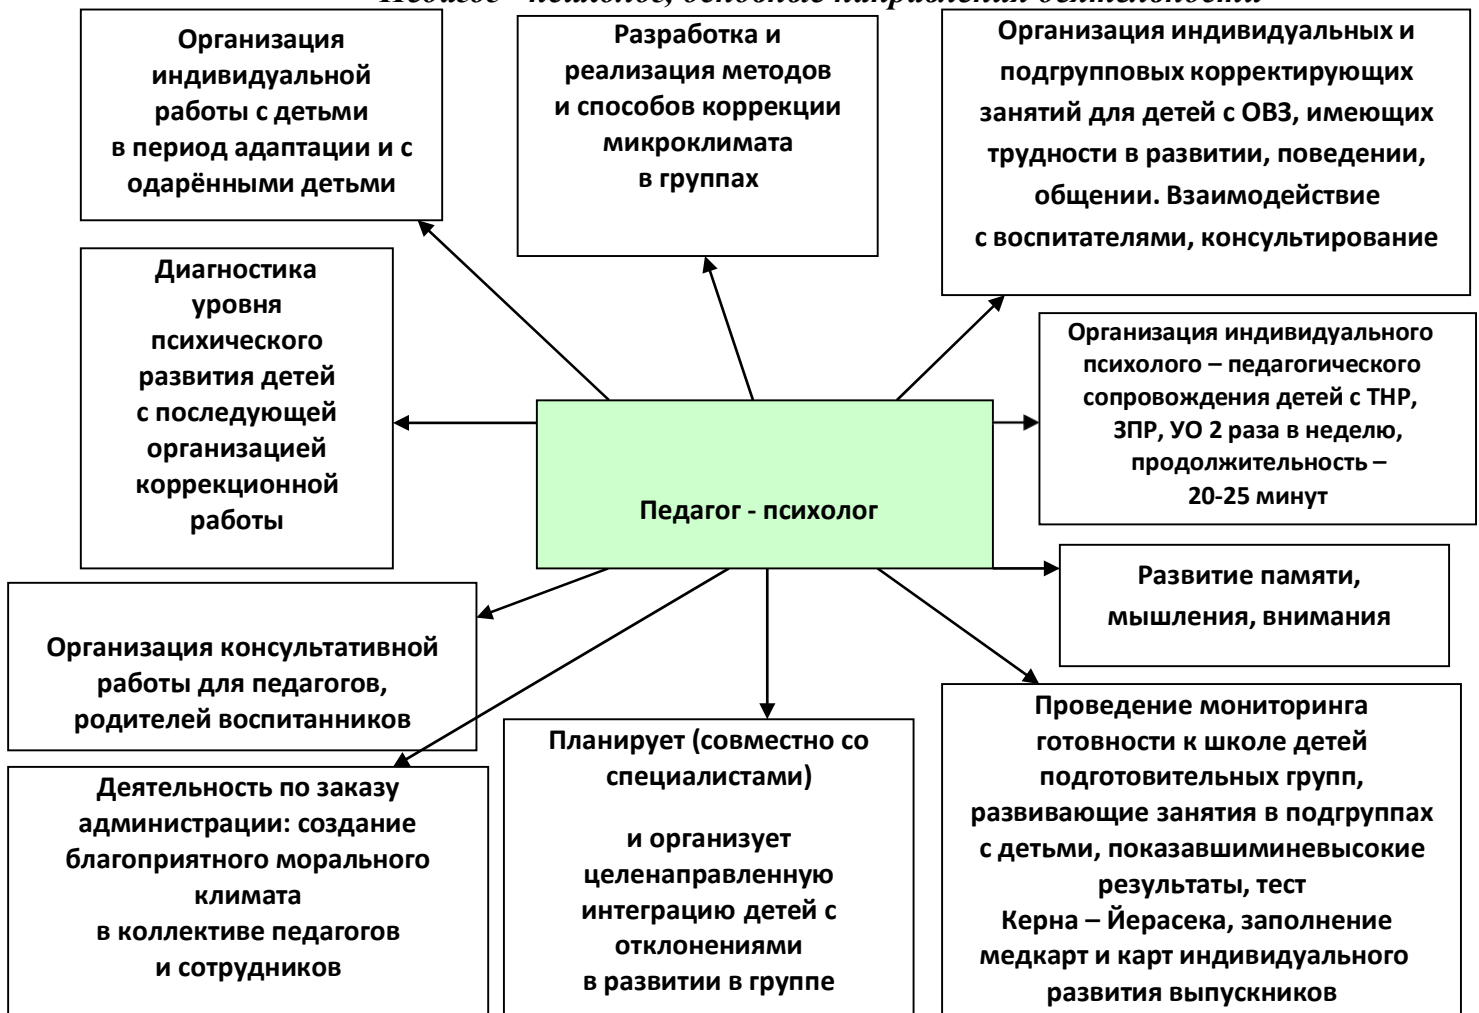 Педагог - психолог, основные направления деятельности
Организация
индивидуальной
работы с детьми
в период адаптации и с
одарёнными детьми
Разработка и
реализация методов
и способов коррекции
микроклимата
в группах
Организация индивидуальных и
подгрупповых корректирующих
занятий для детей с ОВЗ, имеющих
трудности в развитии, поведении,
общении. Взаимодействие
с воспитателями, консультирование
Диагностика
уровня
психического
развития детей
с последующей
организацией
коррекционной
работы
Организация индивидуального
психолого – педагогического
сопровождения детей с ТНР,
ЗПР, УО 2 раза в неделю,
продолжительность –
20-25 минут
Педагог - психолог
Развитие памяти,
мышления, внимания
Организация консультативной
работы для педагогов,
родителей воспитанников
Деятельность по заказу
администрации: создание
благоприятного морального
климата
в коллективе педагогов
и сотрудников
Планирует (совместно со
специалистами)
и организует
целенаправленную
интеграцию детей с
отклонениями
в развитии в группе
Проведение мониторинга
готовности к школе детей
подготовительных групп,
развивающие занятия в подгруппах
с детьми, показавшиминевысокие
результаты, тест
Керна – Йерасека, заполнение
медкарт и карт индивидуального
развития выпускников